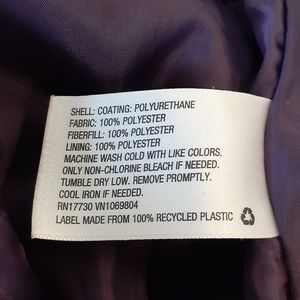 SHELL: COATING: POLYURETHANE
FABRIC: 100% POLYESTER
FIBERFILL: 100% POLYESTER
LINING: 100% POLYESTER
MACHINE WASH COLD WITH LIKE COLORS.
ONLY NON-CHLORINE BLEACH IF NEEDED.
TUMBLE DRY LOW. REMOVE PROMPTLY.
COOL IRON IF NEEDED.
RN17730 VN1069804
LABEL MADE FROM 100% RECYCLED PLASTIC